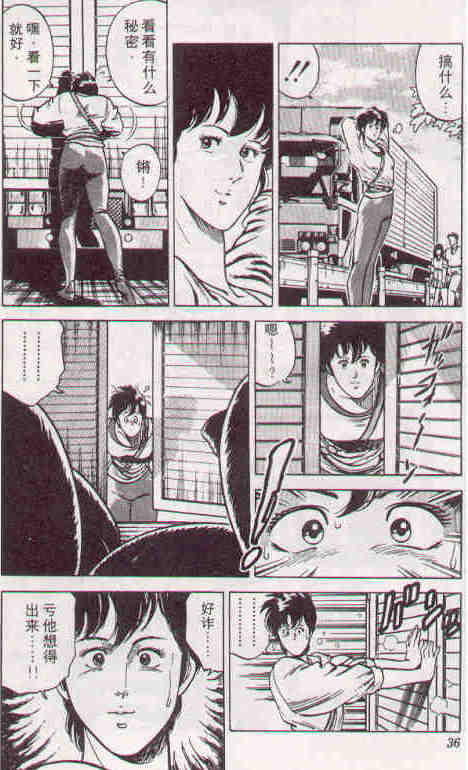 搞什么…
!!
看看有什么
秘密．
嘿．看一下
就好．
锵…
嗯～～?
…………
…………
!
…………
…………
好诈……
亏他想得
出来……!!
36